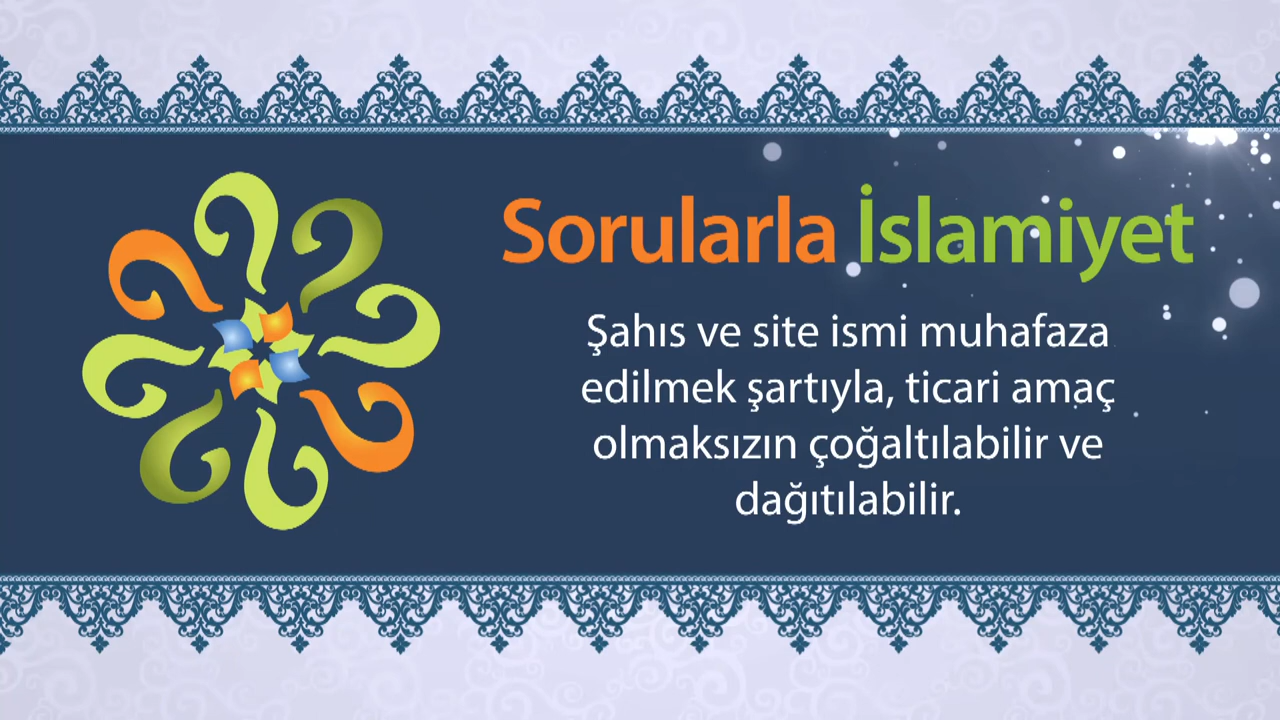 Sorularla İslamiyet
Şahıs ve site ismi muhafaza
edilmek şartıyla, ticari amaç
olmaksızın çoğaltılabilir ve
dağıtılabilir.